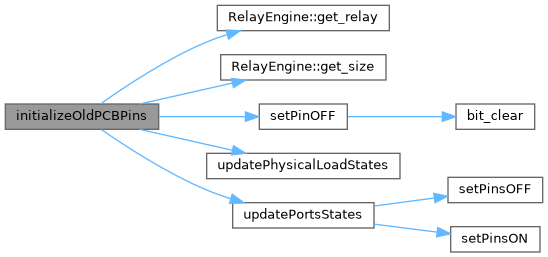 initializeOldPCBPins
RelayEngine::get_relay
RelayEngine::get_size
setPinOFF
bit_clear
updatePhysicalLoadStates
updatePortsStates
setPinsOFF
setPinsON